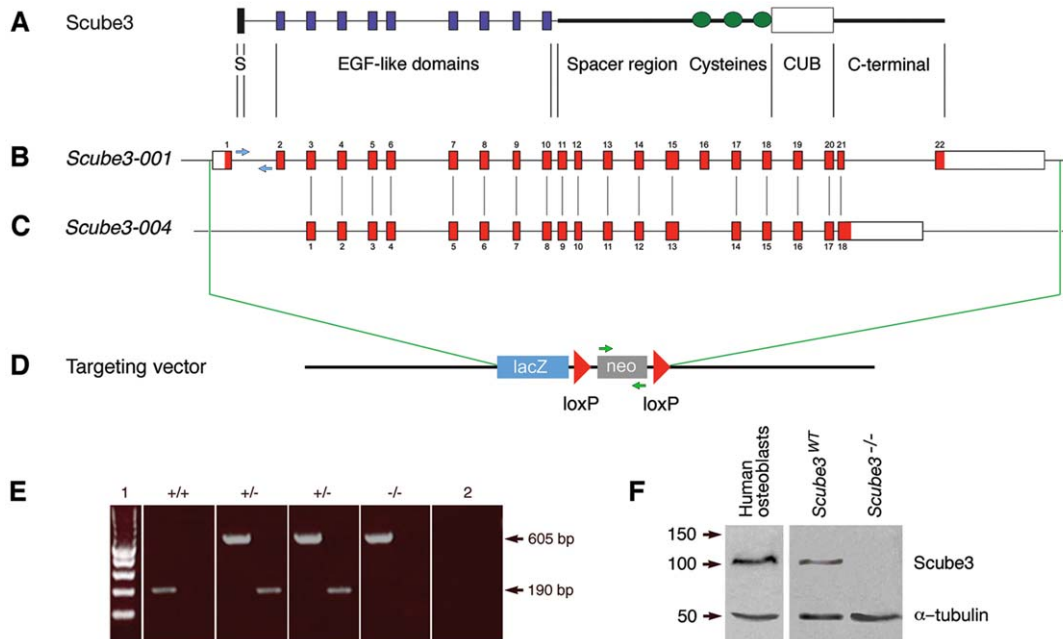 A Scube3
S EGF-like domains Spacer region Cysteines CUB C-terminal
1 2 3 4 5 6 7 8 9 10 11 12 13 14 15 16 17 18 19 20 21 22
B Scube3-001
C Scube3-004
1 2 3 4 5 6 7 8 9 10 11 12 13 14 15 16 17 18
D Targeting vector lacZ neo
loxP loxP
E
1 +/+ +/- +/- -/- 2
605 bp
190 bp
F
Human osteoblasts
Scube3 WT
Scube3 -/-
150
100 Scube3
50 α–tubulin